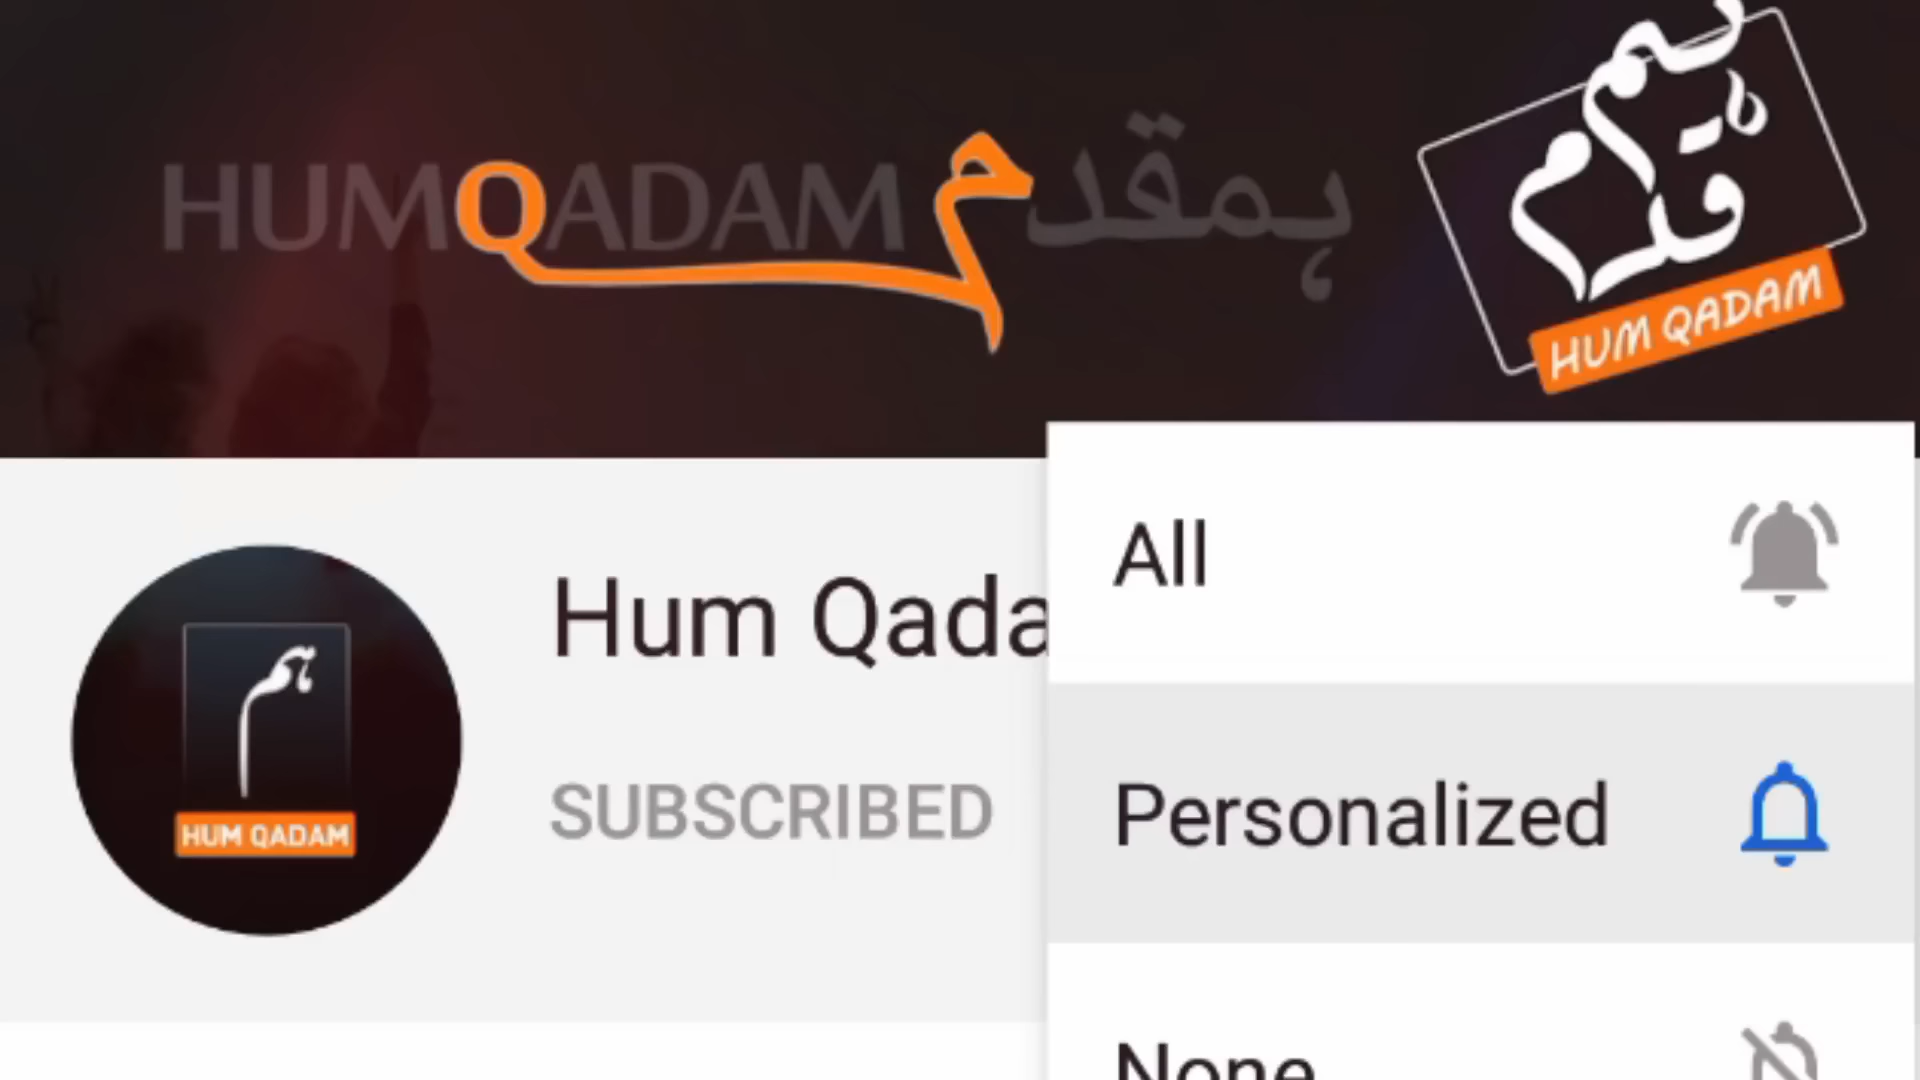 HUMQADAM ہمقدم
ہم
قدم
HUM QADAM
All
ہم
HUM QADAM
Hum Qada
SUBSCRIBED
Personalized
None